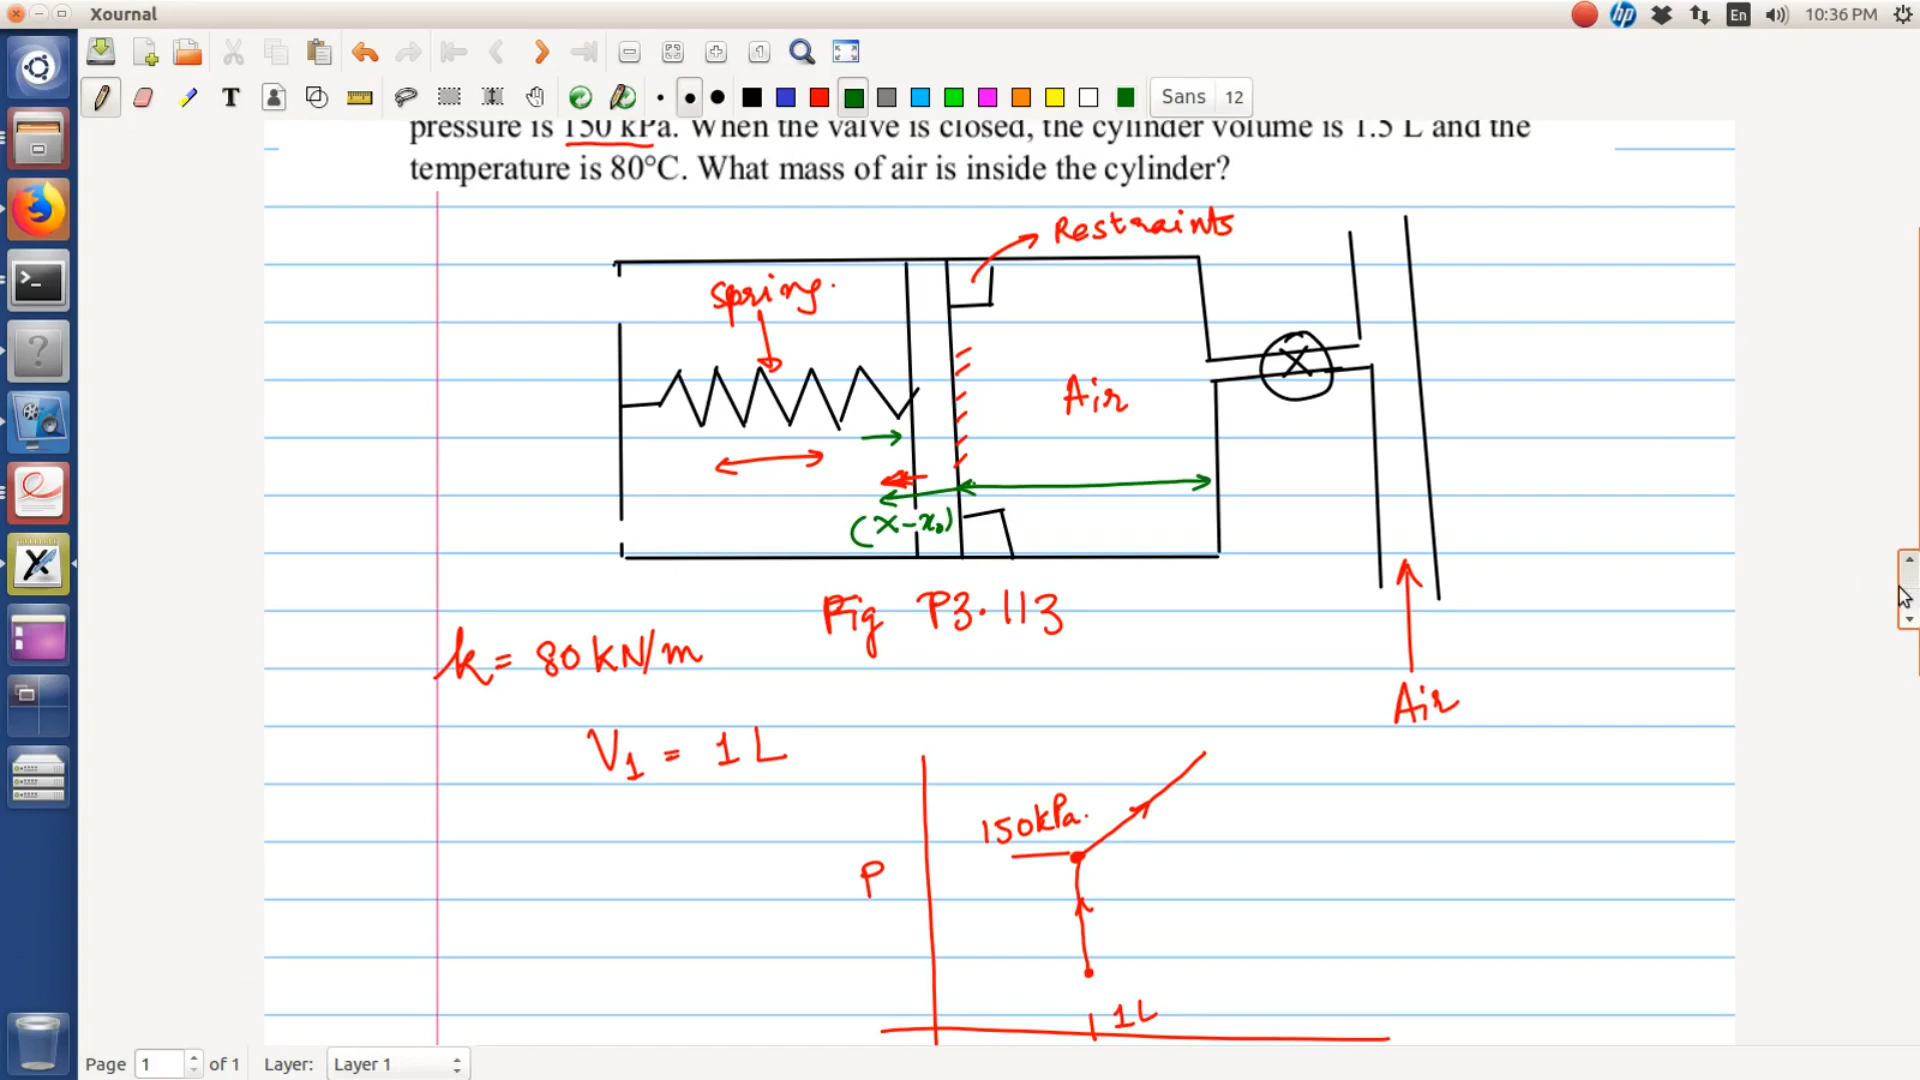 Xournal
En
10:36 PM
Sans 12
pressure is 150 kPa. When the valve is closed, the cylinder volume is 1.5 L and the
temperature is 80°C. What mass of air is inside the cylinder?
Restraints
spring.
Air
(x-x₀)
Fig P3.113
k = 80 kN/m
Air
V₁ = 1 L
150kPa.
P
1L
Page 1 of 1 Layer: Layer 1